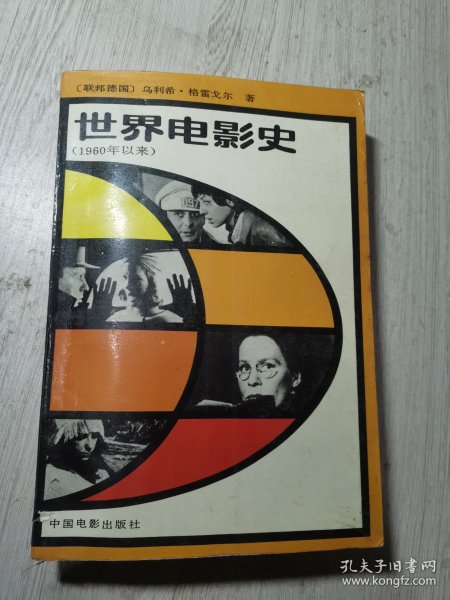 〔联邦德国〕乌利希·格雷戈尔 著
世界电影史
(1960年以来)
097
中国电影出版社
孔夫子旧书网
www.kongfz.com